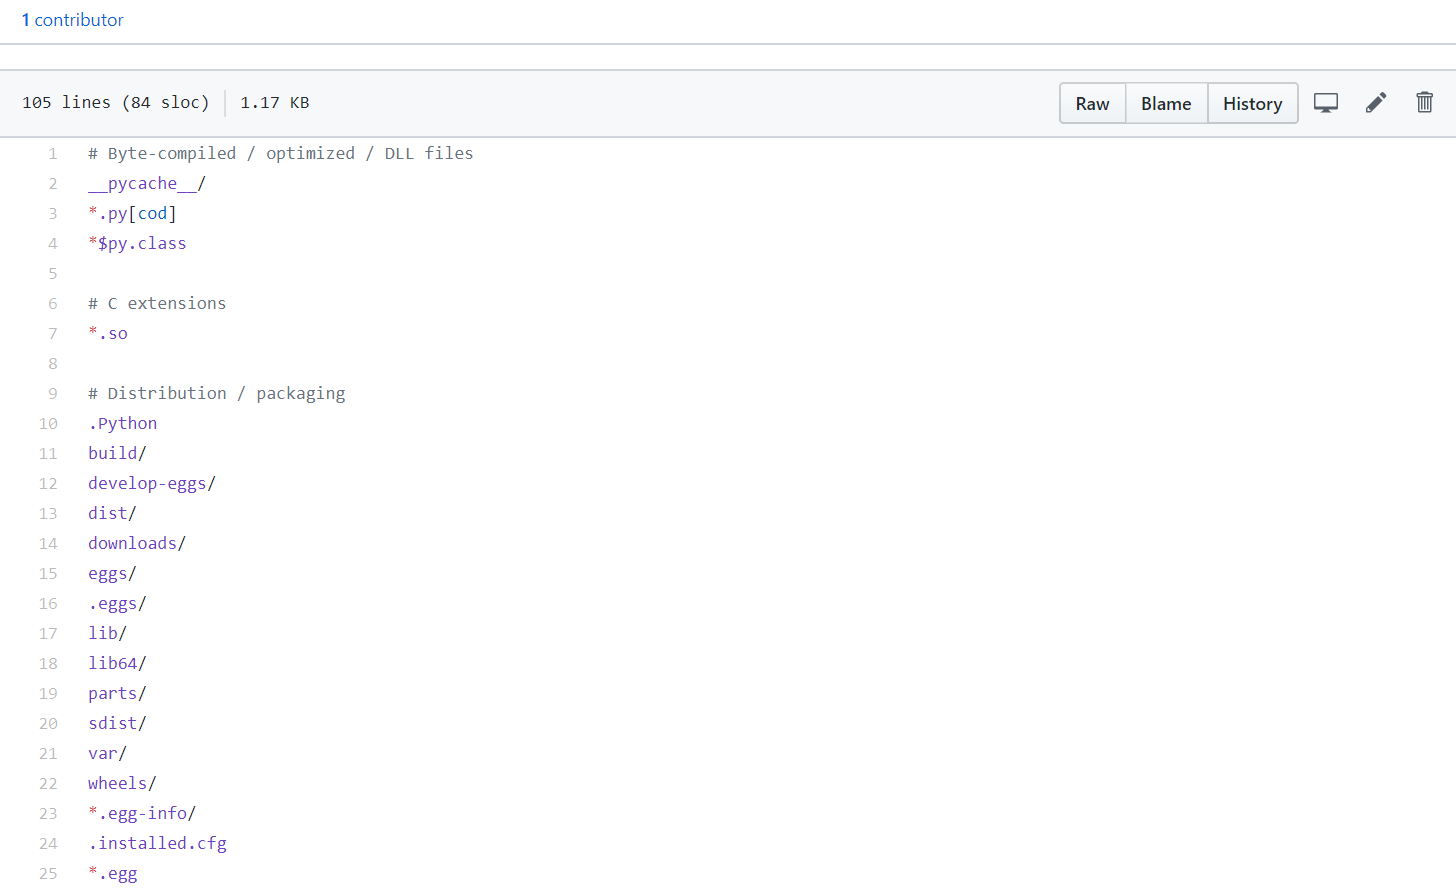 1 contributor
105 lines (84 sloc) 1.17 KB Raw Blame History
1 # Byte-compiled / optimized / DLL files
2 __pycache__/
3 *.py[cod]
4 *$py.class
5
6 # C extensions
7 *.so
8
9 # Distribution / packaging
10 .Python
11 build/
12 develop-eggs/
13 dist/
14 downloads/
15 eggs/
16 .eggs/
17 lib/
18 lib64/
19 parts/
20 sdist/
21 var/
22 wheels/
23 *.egg-info/
24 .installed.cfg
25 *.egg